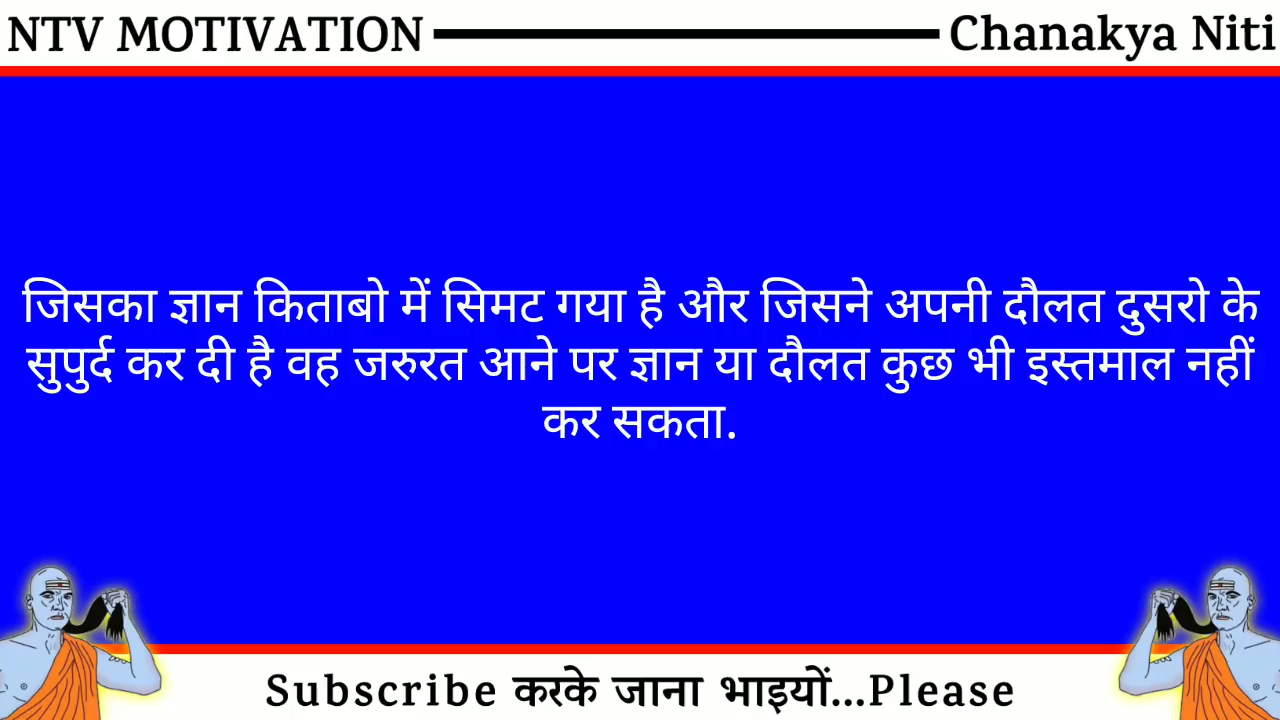 NTV MOTIVATION Chanakya Niti
जिसका ज्ञान किताबो में सिमट गया है और जिसने अपनी दौलत दुसरो के
सुपुर्द कर दी है वह जरुरत आने पर ज्ञान या दौलत कुछ भी इस्तमाल नहीं
कर सकता.
Subscribe करके जाना भाइयों...Please